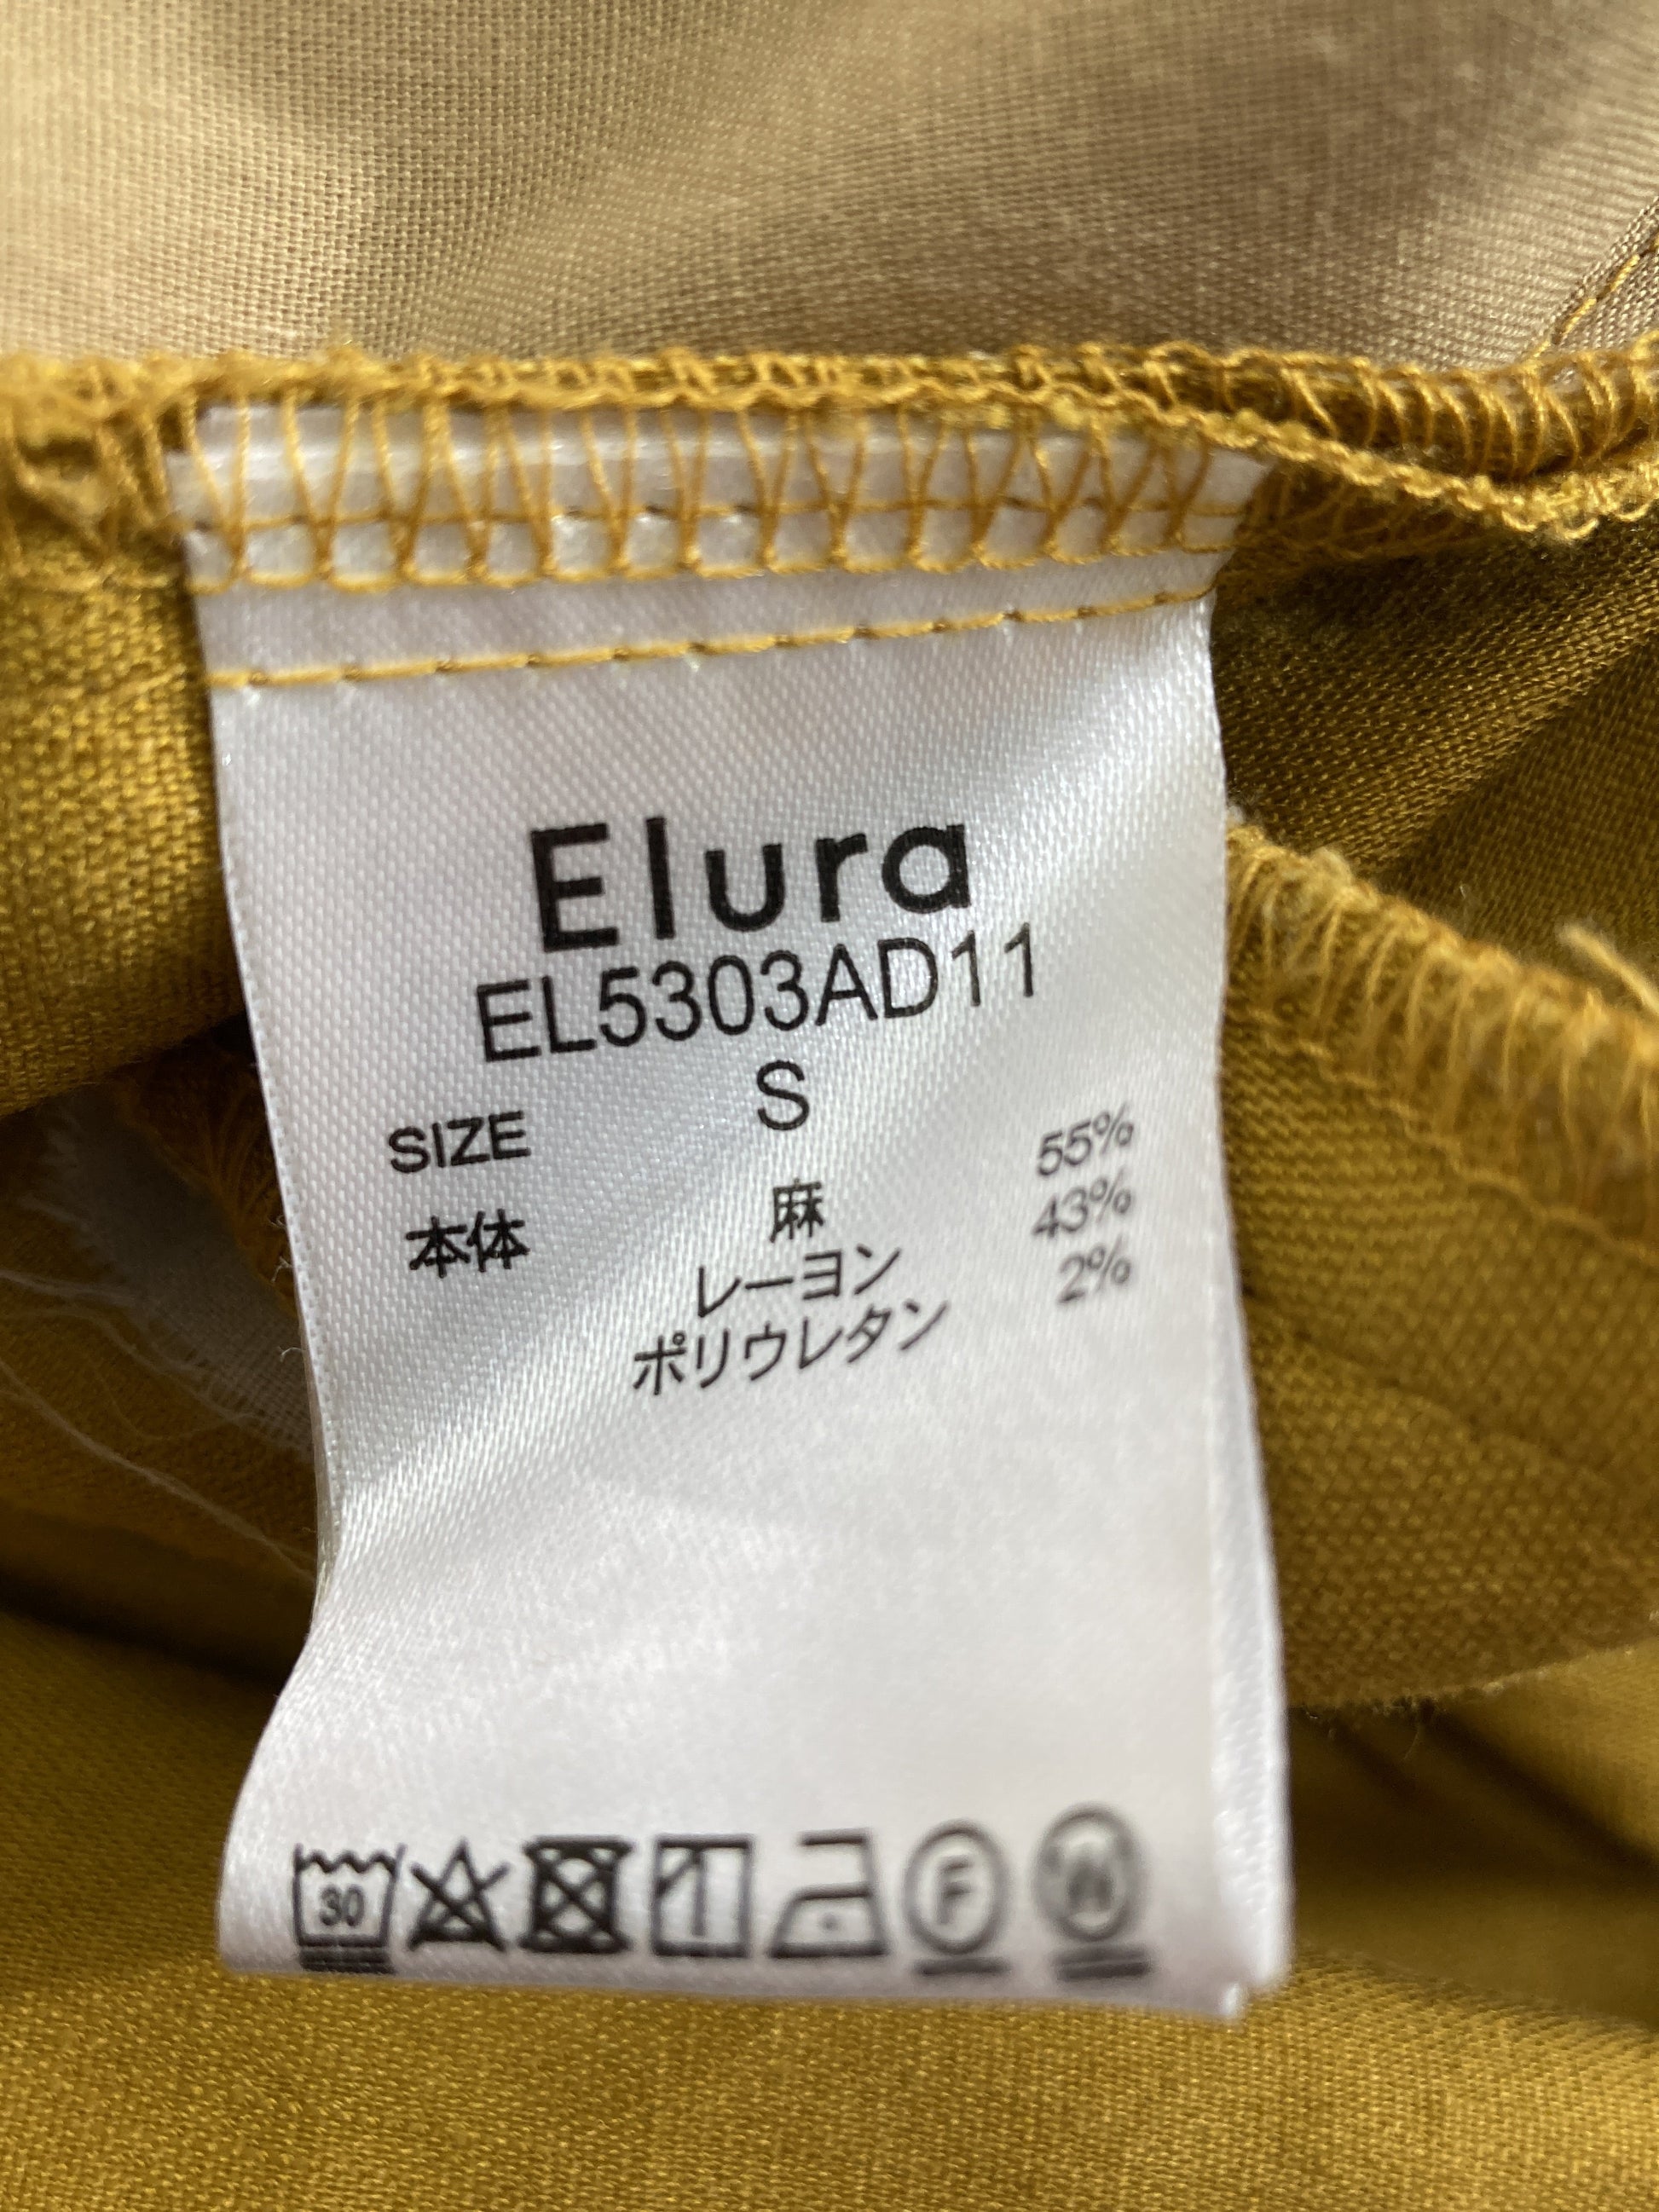 Elura
EL5303AD11
SIZE S
本体 麻 55%
レーヨン 43%
ポリウレタン 2%
30 F W